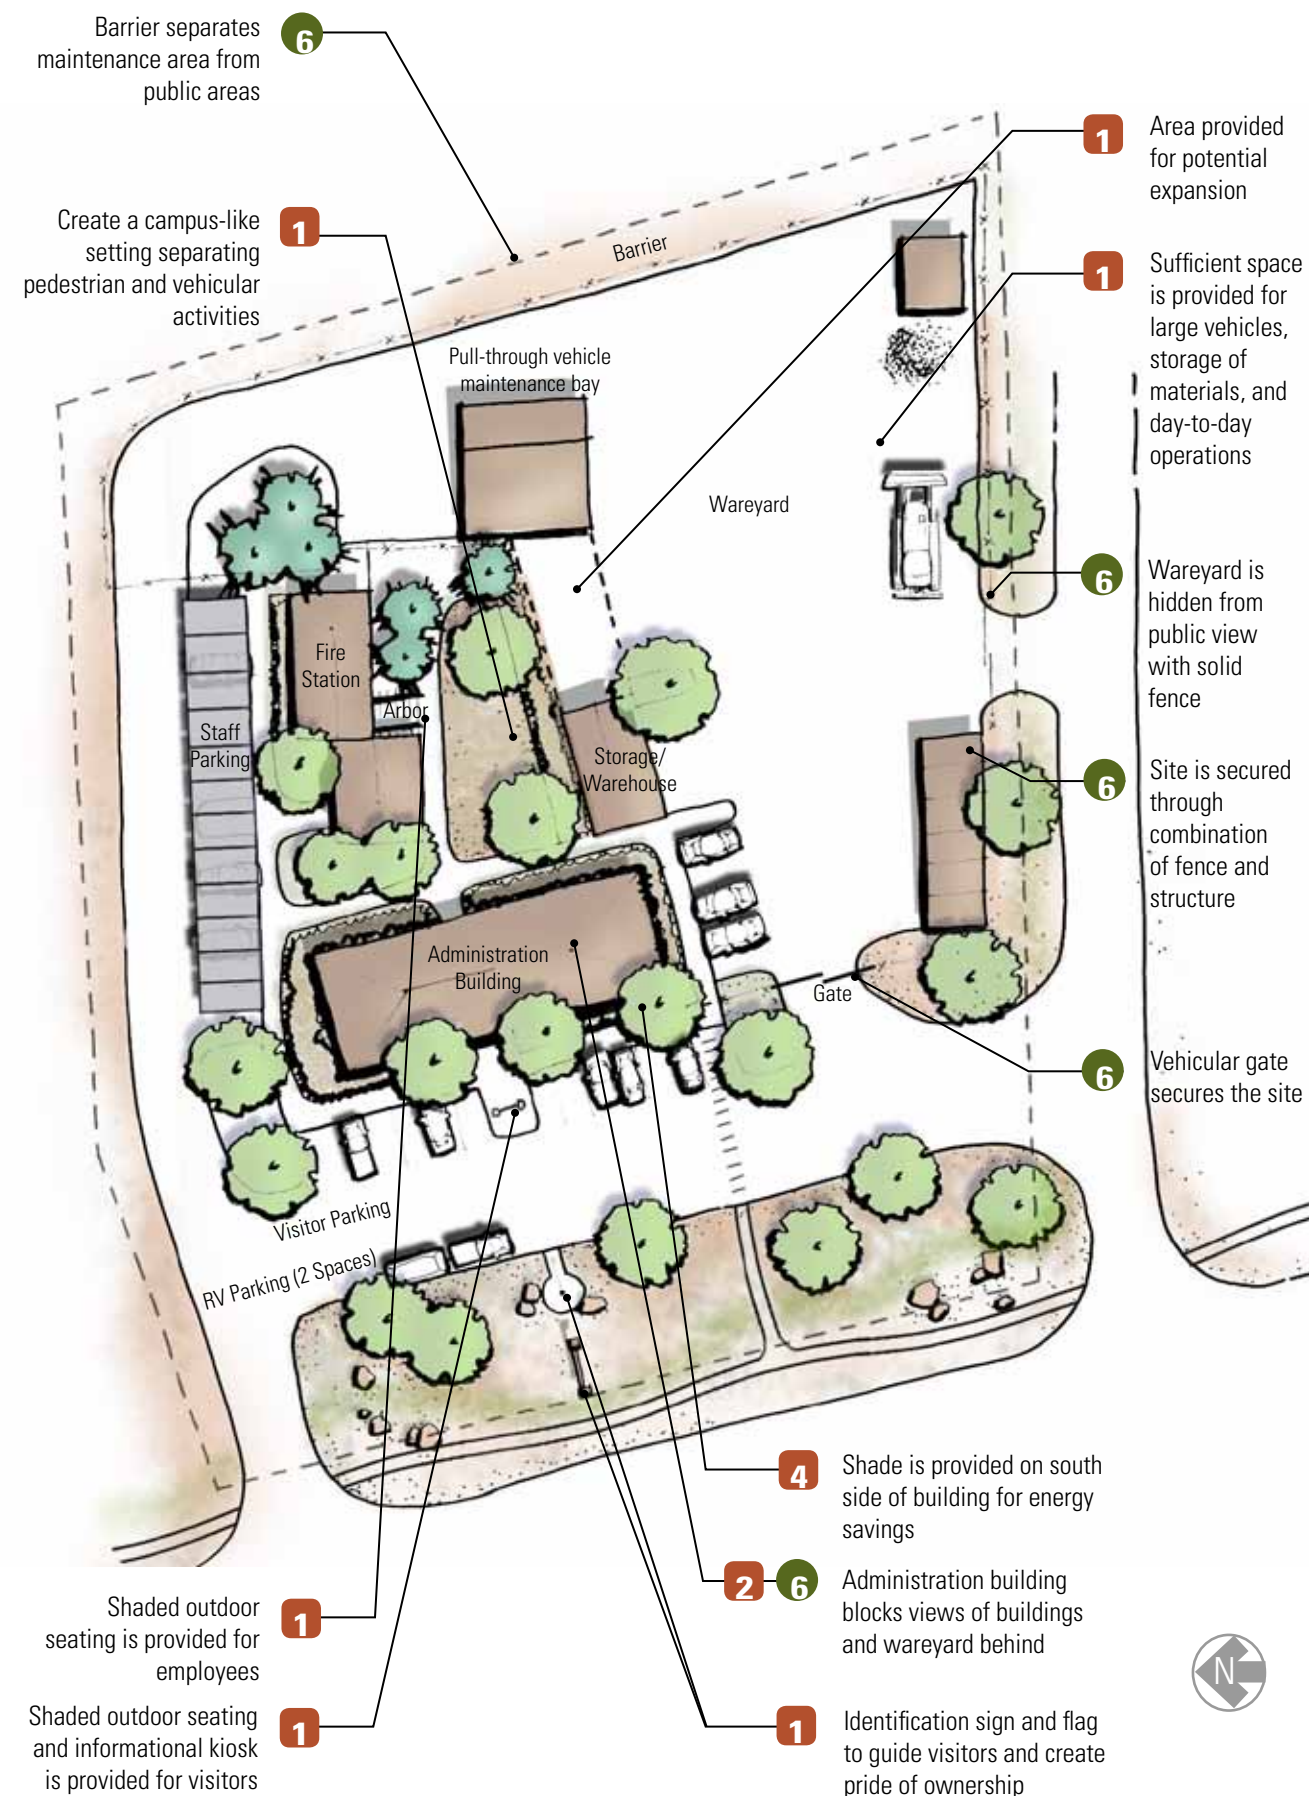 Barrier separates
maintenance area from
public areas
6
1
Area provided
for potential
expansion
Create a campus-like
setting separating
pedestrian and vehicular
activities
1
Barrier
1
Sufficient space
is provided for
large vehicles,
storage of
materials, and
day-to-day
operations
Pull-through vehicle
maintenance bay
Wareyard
6
Wareyard is
hidden from
public view
with solid
fence
Fire
Station
Arbor
Staff
Parking
Storage/
Warehouse
6
Site is secured
through
combination
of fence and
structure
Administration
Building
Gate
6
Vehicular gate
secures the site
Visitor Parking
RV Parking (2 Spaces)
4
Shade is provided on south
side of building for energy
savings
2 6
Administration building
blocks views of buildings
and wareyard behind
Shaded outdoor
seating is provided for
employees
1
N
Shaded outdoor seating
and informational kiosk
is provided for visitors
1
1
Identification sign and flag
to guide visitors and create
pride of ownership